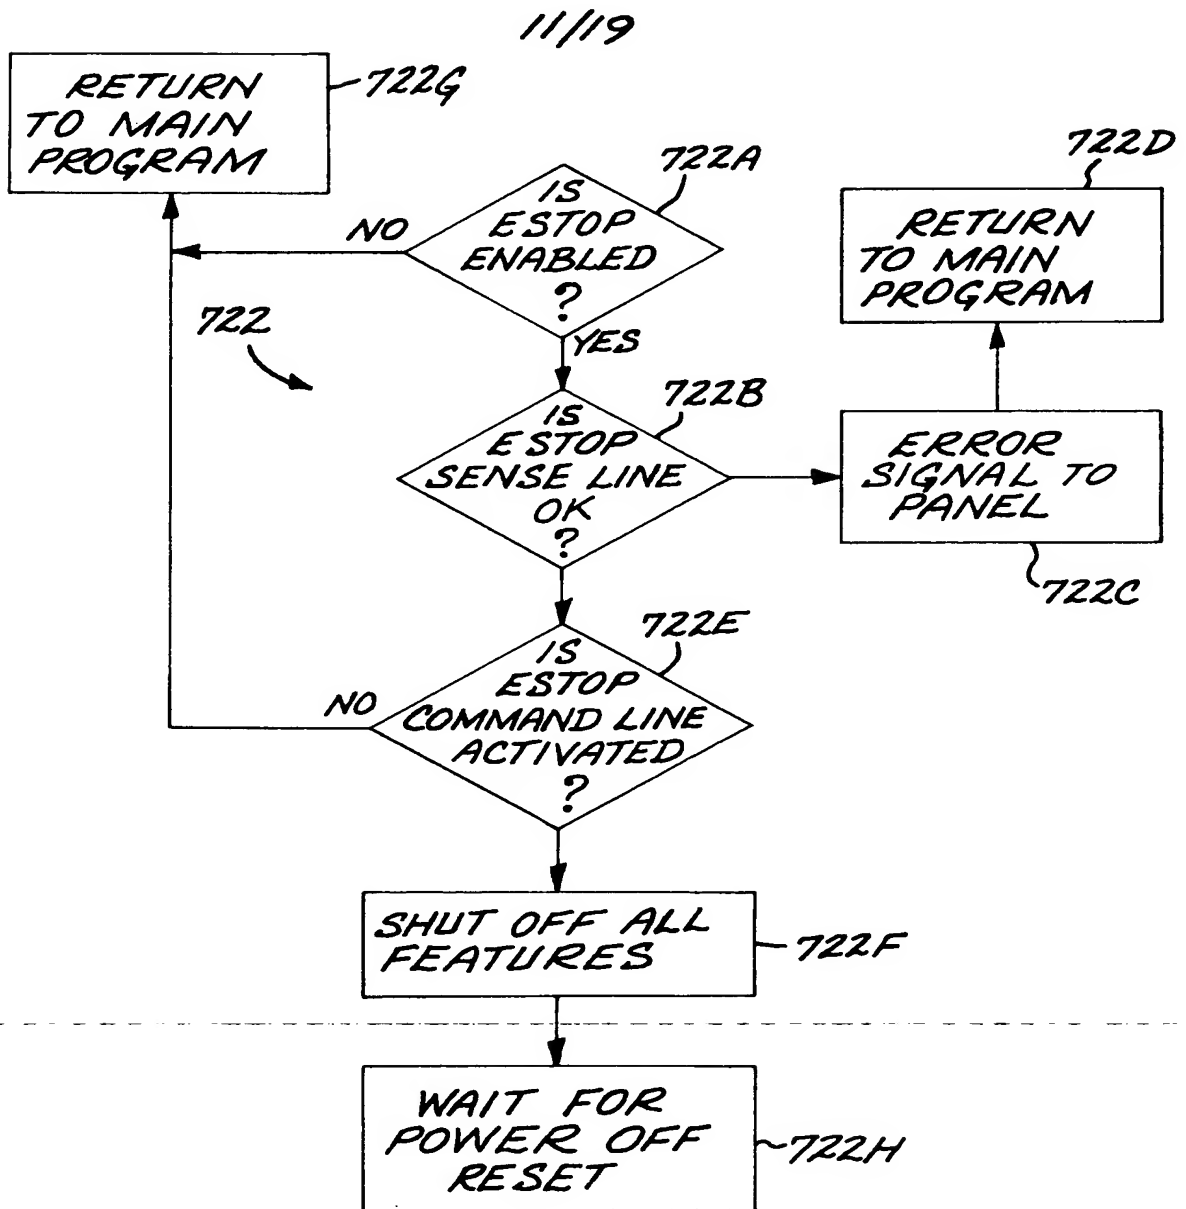 11/19
RETURN
TO MAIN
PROGRAM
722G
IS
ESTOP
ENABLED
?
722A
NO
YES
722D
RETURN
TO MAIN
PROGRAM
722
IS
ESTOP
SENSE LINE
OK
?
722B
ERROR
SIGNAL TO
PANEL
722C
IS
ESTOP
COMMAND LINE
ACTIVATED
?
722E
NO
SHUT OFF ALL
FEATURES
722F
WAIT FOR
POWER OFF
RESET
722H